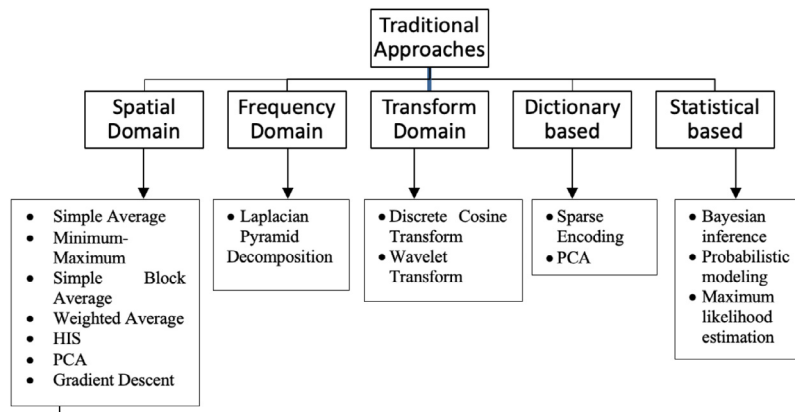 Traditional
Approaches
Spatial
Domain
Frequency
Domain
Transform
Domain
Dictionary
based
Statistical
based
• Simple Average
• Minimum-
Maximum
• Simple Block
Average
• Weighted Average
• HIS
• PCA
• Gradient Descent
• Laplacian
Pyramid
Decomposition
• Discrete Cosine
Transform
• Wavelet
Transform
• Sparse
Encoding
• PCA
• Bayesian
inference
• Probabilistic
modeling
• Maximum
likelihood
estimation